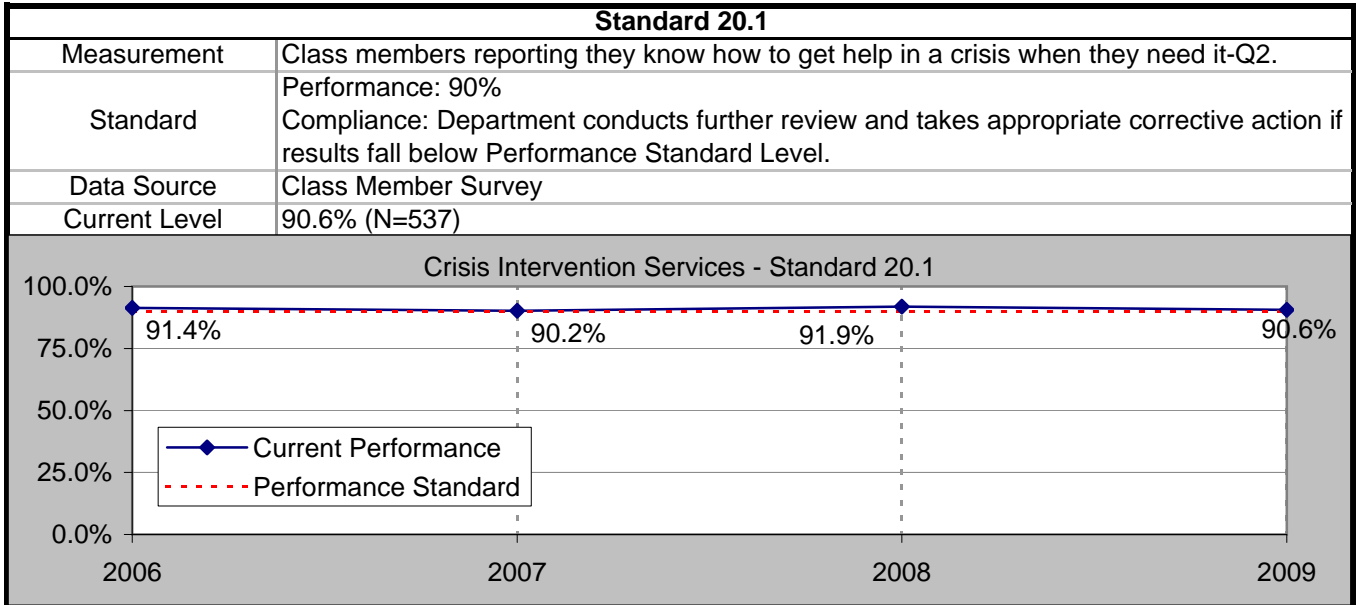 Standard 20.1
Measurement Class members reporting they know how to get help in a crisis when they need it-Q2.
Standard
Performance: 90%
Compliance: Department conducts further review and takes appropriate corrective action if
results fall below Performance Standard Level.
Data Source Class Member Survey
Current Level 90.6% (N=537)
Crisis Intervention Services - Standard 20.1
100.0%
91.4% 90.2% 91.9% 90.6%
75.0%
50.0%
Current Performance
25.0%
Performance Standard
0.0%
2006 2007 2008 2009